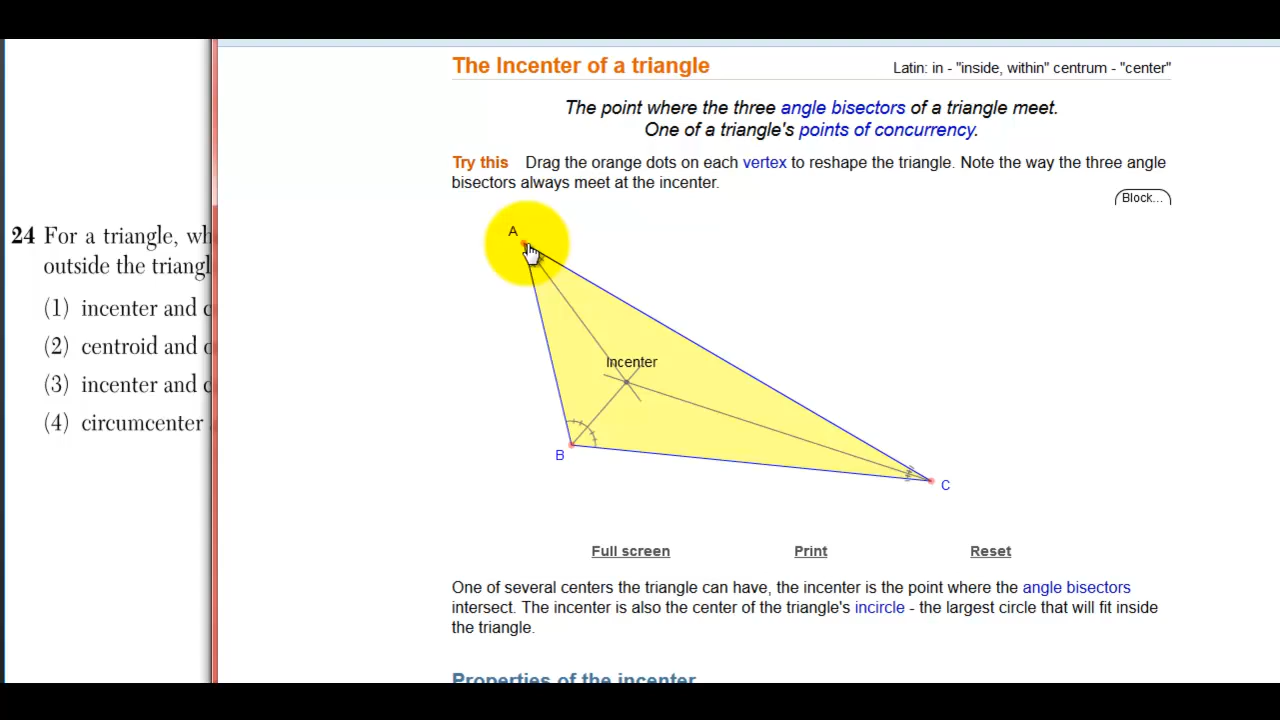 The Incenter of a triangle
Latin: in - "inside, within" centrum - "center"
The point where the three angle bisectors of a triangle meet.
One of a triangle's points of concurrency.
Try this Drag the orange dots on each vertex to reshape the triangle. Note the way the three angle
bisectors always meet at the incenter.
Block...
A
Incenter
B
C
24 For a triangle,
outside the
(1) incenter and
(2) centroid and
(3) incenter and
(4) circumcenter
Full screen
Print
Reset
One of several centers the triangle can have, the incenter is the point where the angle bisectors
intersect. The incenter is also the center of the triangle's incircle - the largest circle that will fit inside
the triangle.
Properties of the incenter